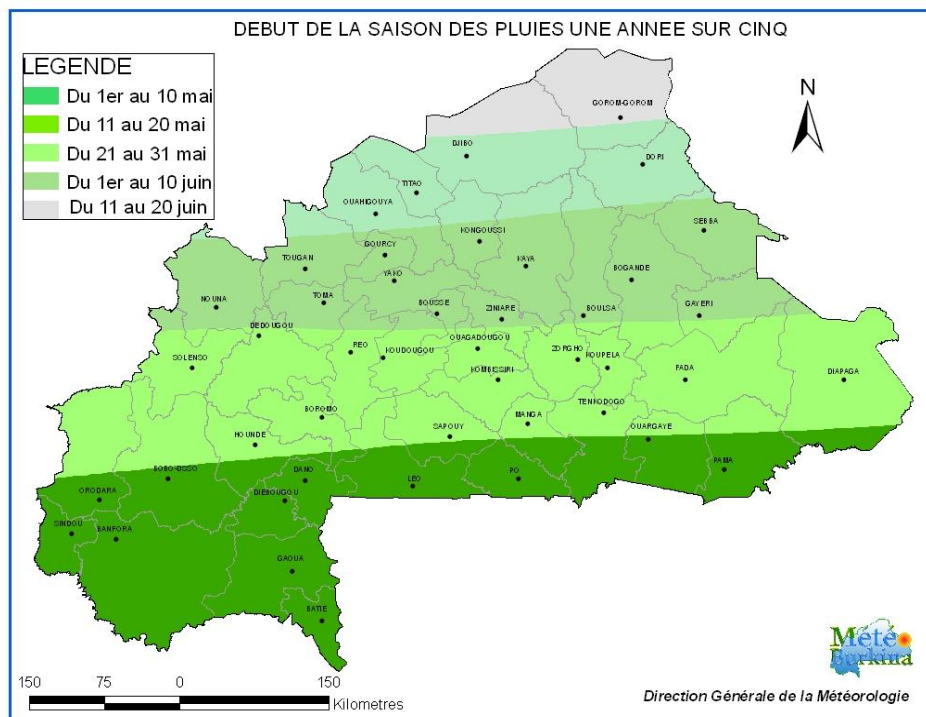 DEBUT DE LA SAISON DES PLUIES UNE ANNEE SUR CINQ
LEGENDE
Du 1er au 10 mai
Du 11 au 20 mai
Du 21 au 31 mai
Du 1er au 10 juin
Du 11 au 20 juin
N
GOROM-GOROM
DJIBO
DORI
TITAO
OUAHIGOUYA
SEBBA
KONGOUSSI
GOURCY
TOUGAN
KAYA
YAKO
BOGANDE
NOUNA
TOMA
BOUSSE
ZINIARE
BOULSA
GAYERI
DEDOUGOU
REO
KOUDOUGOU
OUAGADOUGOU
SOLENSO
ZORGHO
KOUPELA
KOMBISSIRI
FADA
DIAPAGA
BOROMO
MANGA
TENKODOGO
HOUNDE
SAPOUY
OUARGAYE
BOBO-DSSO
DANO
LEO
PO
PAMA
ORODARA
DIEBOUGOU
SINDOU
BANFORA
GAOUA
BATIE
Météo
Burkina
150 75 0 150
Kilometres
Direction Générale de la Météorologie